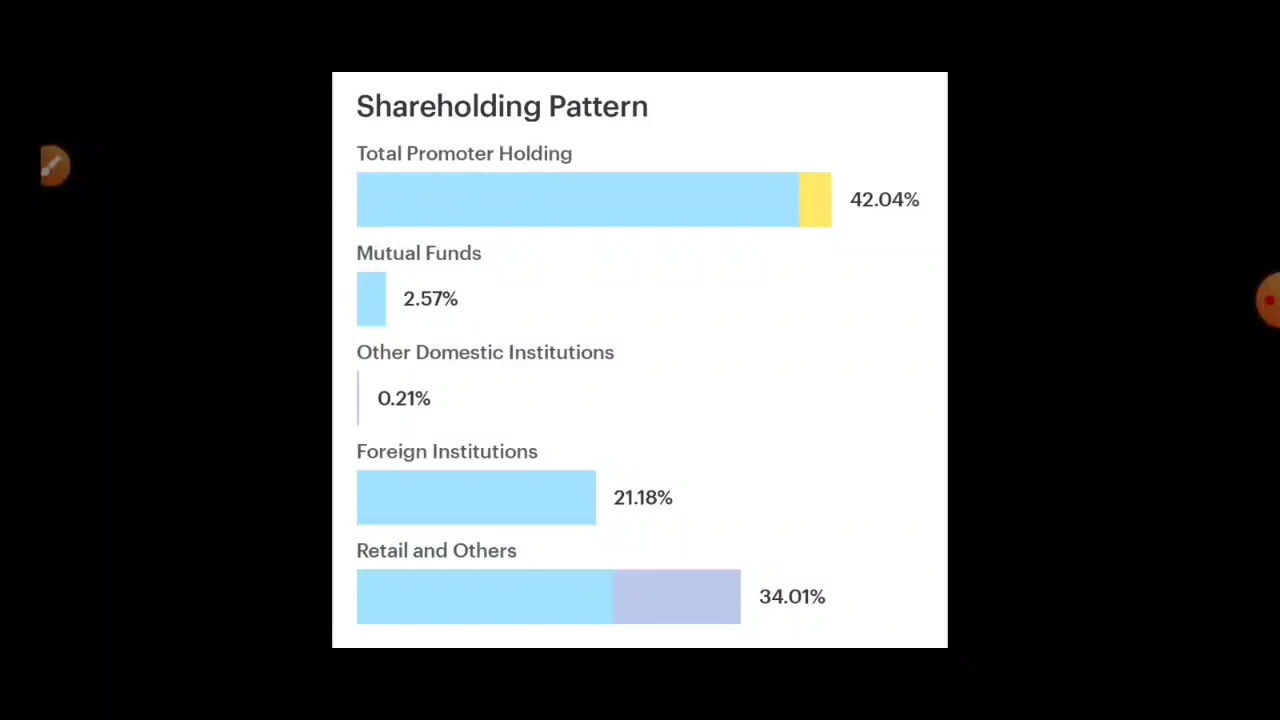 Shareholding Pattern
Total Promoter Holding
42.04%
Mutual Funds
2.57%
Other Domestic Institutions
0.21%
Foreign Institutions
21.18%
Retail and Others
34.01%